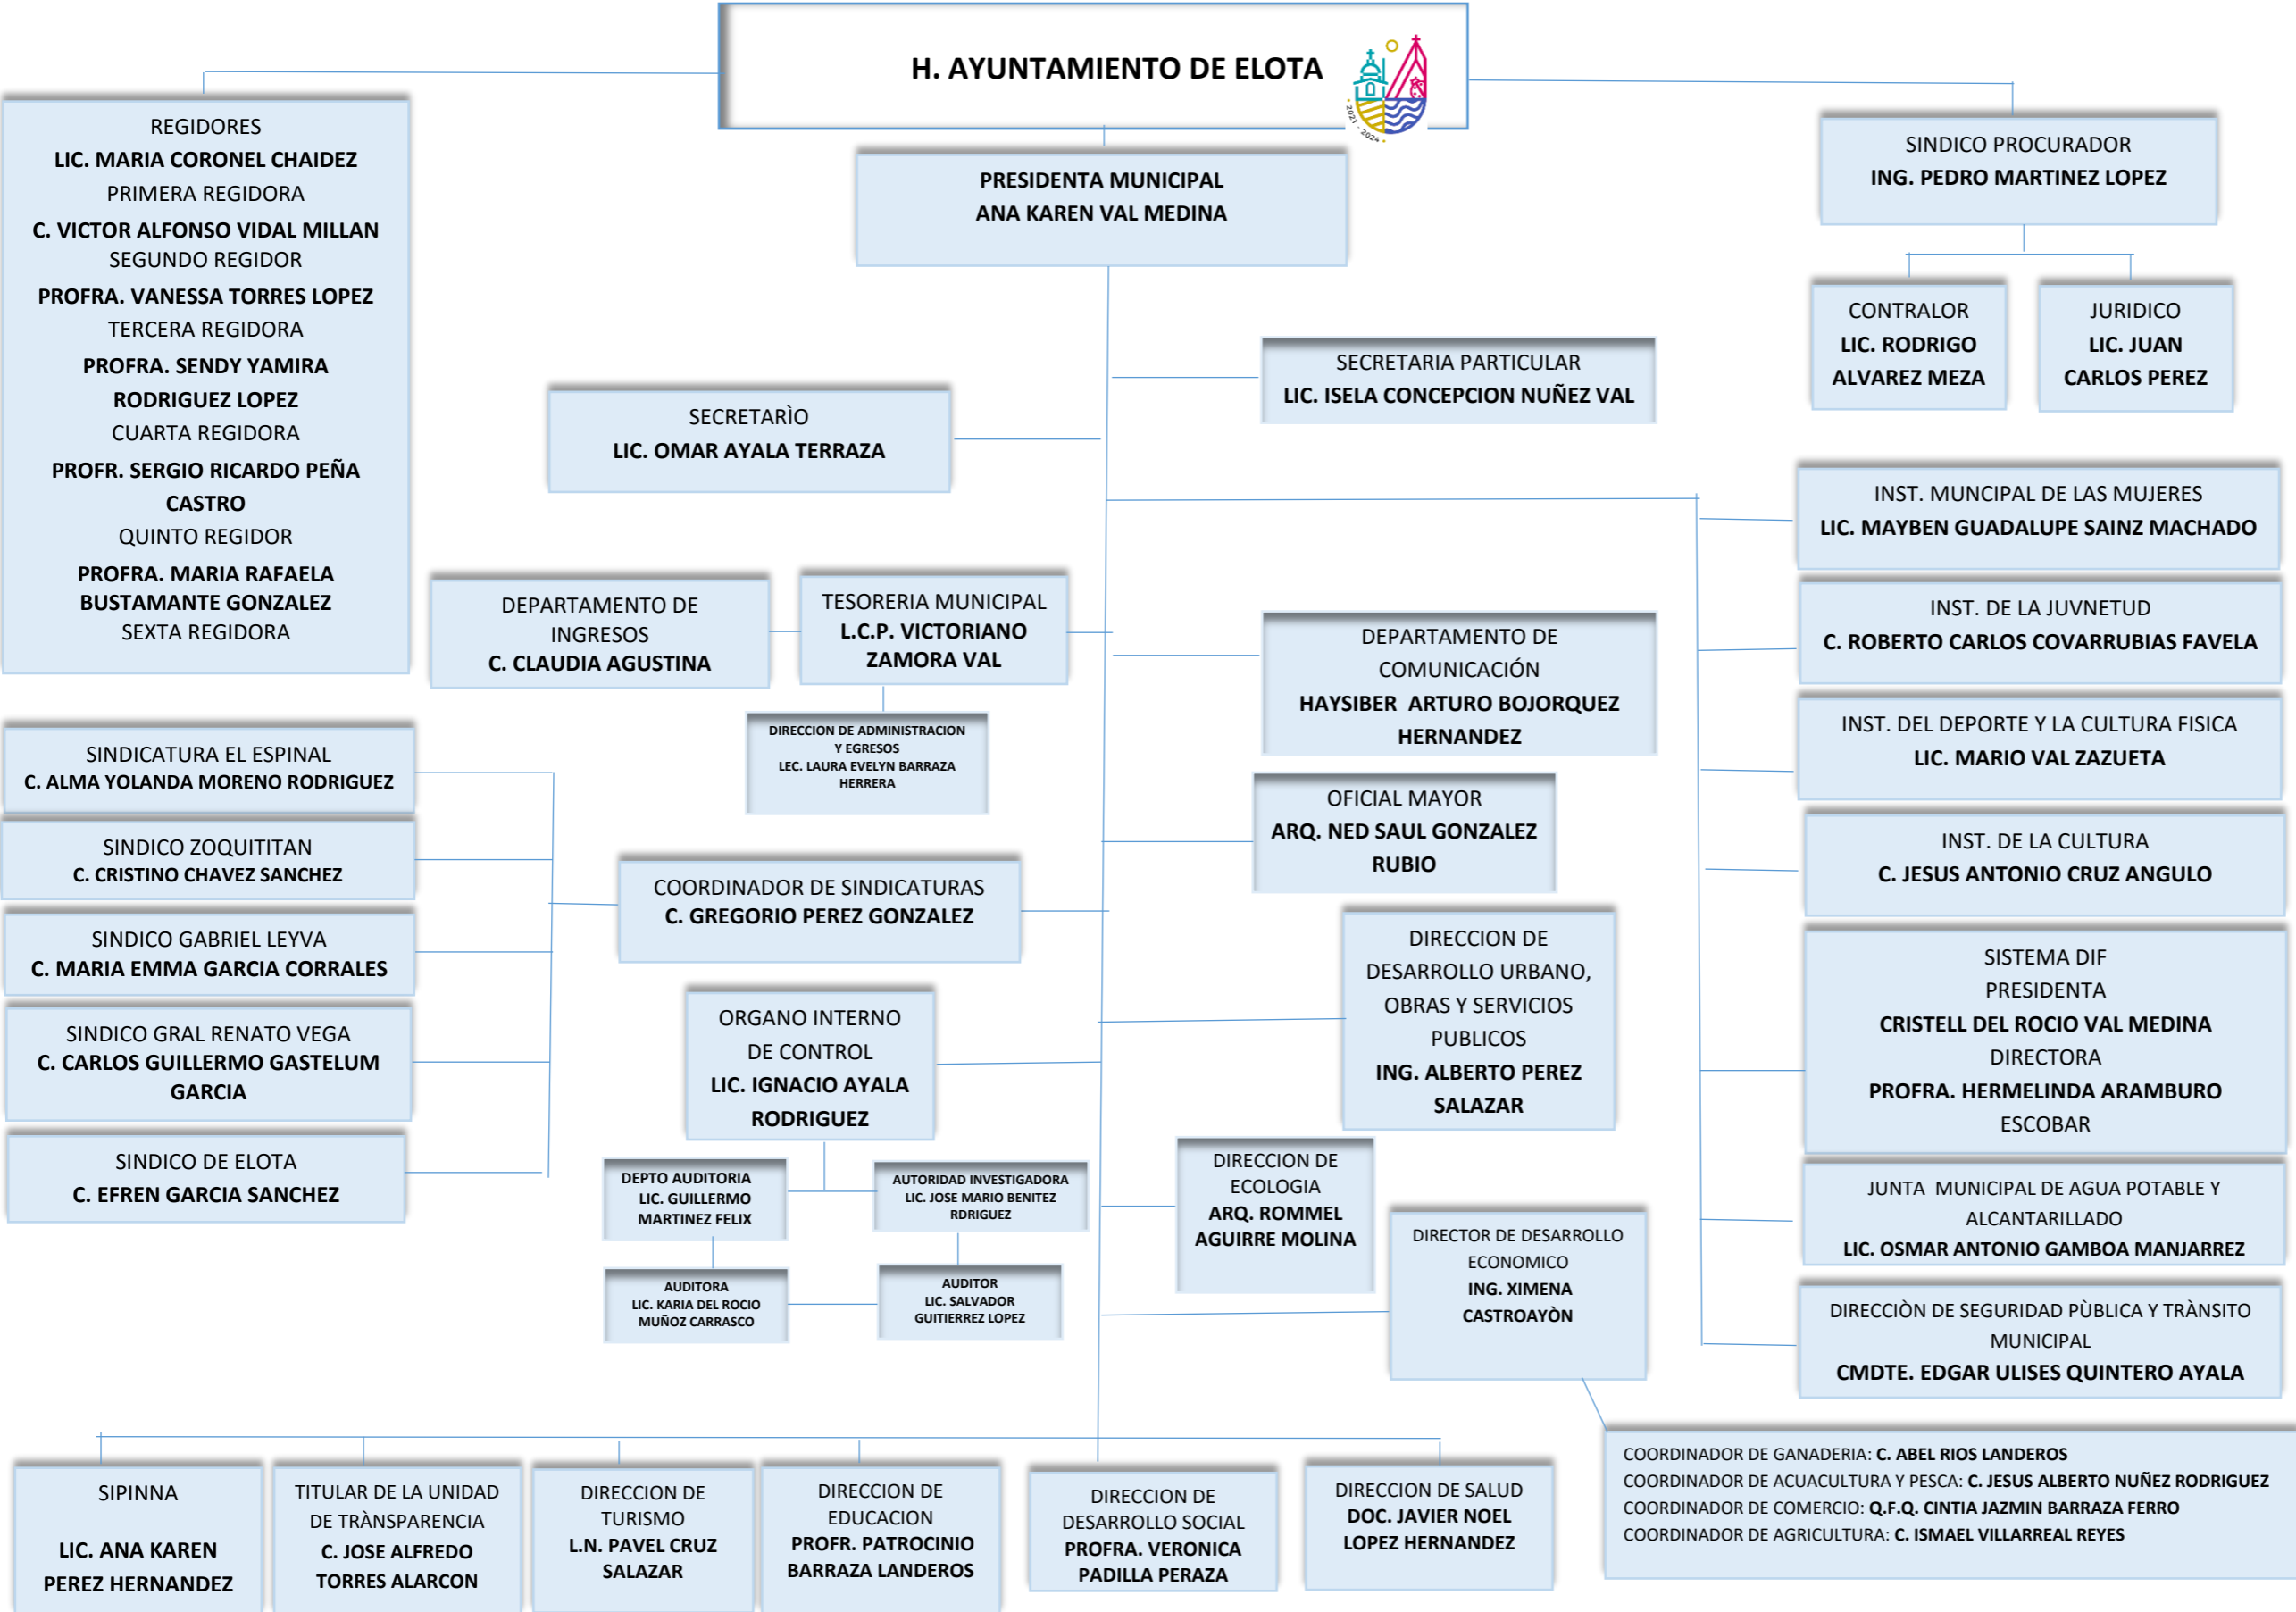 H. AYUNTAMIENTO DE ELOTA
2021 - 2024
REGIDORES
LIC. MARIA CORONEL CHAIDEZ
PRIMERA REGIDORA
C. VICTOR ALFONSO VIDAL MILLAN
SEGUNDO REGIDOR
PROFRA. VANESSA TORRES LOPEZ
TERCERA REGIDORA
PROFRA. SENDY YAMIRA
RODRIGUEZ LOPEZ
CUARTA REGIDORA
PROFR. SERGIO RICARDO PEÑA
CASTRO
QUINTO REGIDOR
PROFRA. MARIA RAFAELA
BUSTAMANTE GONZALEZ
SEXTA REGIDORA
PRESIDENTA MUNICIPAL
ANA KAREN VAL MEDINA
SINDICO PROCURADOR
ING. PEDRO MARTINEZ LOPEZ
CONTRALOR
LIC. RODRIGO
ALVAREZ MEZA
JURIDICO
LIC. JUAN
CARLOS PEREZ
SECRETARIA PARTICULAR
LIC. ISELA CONCEPCION NUÑEZ VAL
SECRETARÌO
LIC. OMAR AYALA TERRAZA
INST. MUNCIPAL DE LAS MUJERES
LIC. MAYBEN GUADALUPE SAINZ MACHADO
INST. DE LA JUVNETUD
C. ROBERTO CARLOS COVARRUBIAS FAVELA
INST. DEL DEPORTE Y LA CULTURA FISICA
LIC. MARIO VAL ZAZUETA
INST. DE LA CULTURA
C. JESUS ANTONIO CRUZ ANGULO
SISTEMA DIF
PRESIDENTA
CRISTELL DEL ROCIO VAL MEDINA
DIRECTORA
PROFRA. HERMELINDA ARAMBURO
ESCOBAR
JUNTA MUNICIPAL DE AGUA POTABLE Y
ALCANTARILLADO
LIC. OSMAR ANTONIO GAMBOA MANJARREZ
DIRECCIÒN DE SEGURIDAD PÙBLICA Y TRÀNSITO
MUNICIPAL
CMDTE. EDGAR ULISES QUINTERO AYALA
DEPARTAMENTO DE
INGRESOS
C. CLAUDIA AGUSTINA
TESORERIA MUNICIPAL
L.C.P. VICTORIANO
ZAMORA VAL
DIRECCION DE ADMINISTRACION
Y EGRESOS
LEC. LAURA EVELYN BARRAZA
HERRERA
DEPARTAMENTO DE
COMUNICACIÓN
HAYSIBER ARTURO BOJORQUEZ
HERNANDEZ
OFICIAL MAYOR
ARQ. NED SAUL GONZALEZ
RUBIO
SINDICATURA EL ESPINAL
C. ALMA YOLANDA MORENO RODRIGUEZ
SINDICO ZOQUITITAN
C. CRISTINO CHAVEZ SANCHEZ
SINDICO GABRIEL LEYVA
C. MARIA EMMA GARCIA CORRALES
SINDICO GRAL RENATO VEGA
C. CARLOS GUILLERMO GASTELUM
GARCIA
SINDICO DE ELOTA
C. EFREN GARCIA SANCHEZ
COORDINADOR DE SINDICATURAS
C. GREGORIO PEREZ GONZALEZ
DIRECCION DE
DESARROLLO URBANO,
OBRAS Y SERVICIOS
PUBLICOS
ING. ALBERTO PEREZ
SALAZAR
ORGANO INTERNO
DE CONTROL
LIC. IGNACIO AYALA
RODRIGUEZ
DEPTO AUDITORIA
LIC. GUILLERMO
MARTINEZ FELIX
AUTORIDAD INVESTIGADORA
LIC. JOSE MARIO BENITEZ
RDRIGUEZ
AUDITORA
LIC. KARIA DEL ROCIO
MUÑOZ CARRASCO
AUDITOR
LIC. SALVADOR
GUITIERREZ LOPEZ
DIRECCION DE
ECOLOGIA
ARQ. ROMMEL
AGUIRRE MOLINA
DIRECTOR DE DESARROLLO
ECONOMICO
ING. XIMENA
CASTROAYÒN
COORDINADOR DE GANADERIA: C. ABEL RIOS LANDEROS
COORDINADOR DE ACUACULTURA Y PESCA: C. JESUS ALBERTO NUÑEZ RODRIGUEZ
COORDINADOR DE COMERCIO: Q.F.Q. CINTIA JAZMIN BARRAZA FERRO
COORDINADOR DE AGRICULTURA: C. ISMAEL VILLARREAL REYES
SIPINNA
LIC. ANA KAREN
PEREZ HERNANDEZ
TITULAR DE LA UNIDAD
DE TRÀNSPARENCIA
C. JOSE ALFREDO
TORRES ALARCON
DIRECCION DE
TURISMO
L.N. PAVEL CRUZ
SALAZAR
DIRECCION DE
EDUCACION
PROFR. PATROCINIO
BARRAZA LANDEROS
DIRECCION DE
DESARROLLO SOCIAL
PROFRA. VERONICA
PADILLA PERAZA
DIRECCION DE SALUD
DOC. JAVIER NOEL
LOPEZ HERNANDEZ